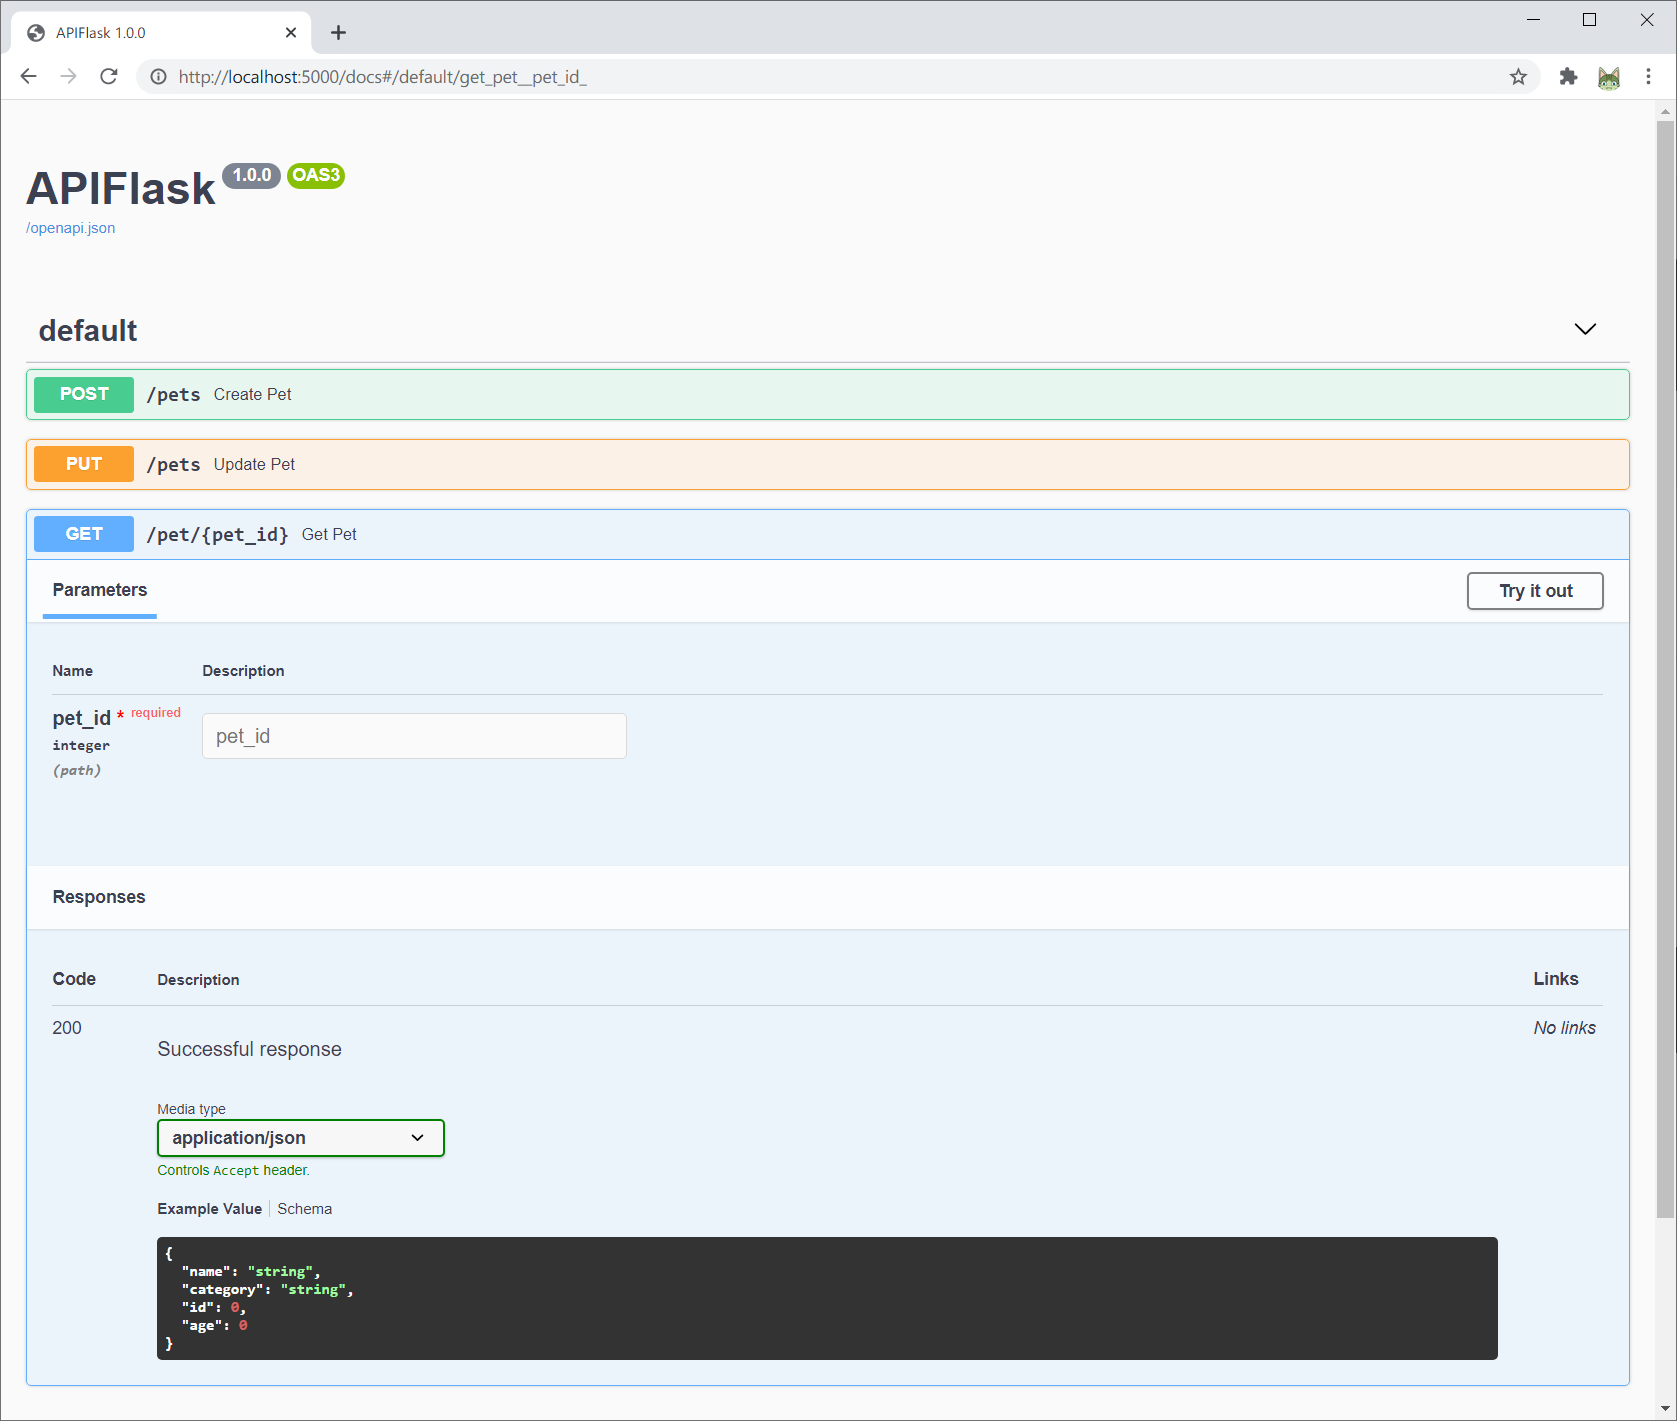 APIFlask 1.0.0
http://localhost:5000/docs#/default/get_pet__pet_id_
APIFlask 1.0.0 OAS3
/openapi.json
default
POST /pets Create Pet
PUT /pets Update Pet
GET /pet/{pet_id} Get Pet
Parameters Try it out
Name Description
pet_id * required pet_id
integer
(path)
Responses
Code Description Links
200 No links
Successful response
Media type
application/json
Controls Accept header.
Example Value Schema
{
"name": "string",
"category": "string",
"id": 0,
"age": 0
}